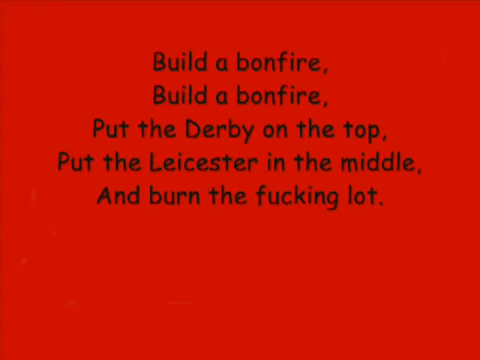 Build a bonfire,
Build a bonfire,
Put the Derby on the top,
Put the Leicester in the middle,
And burn the fucking lot.